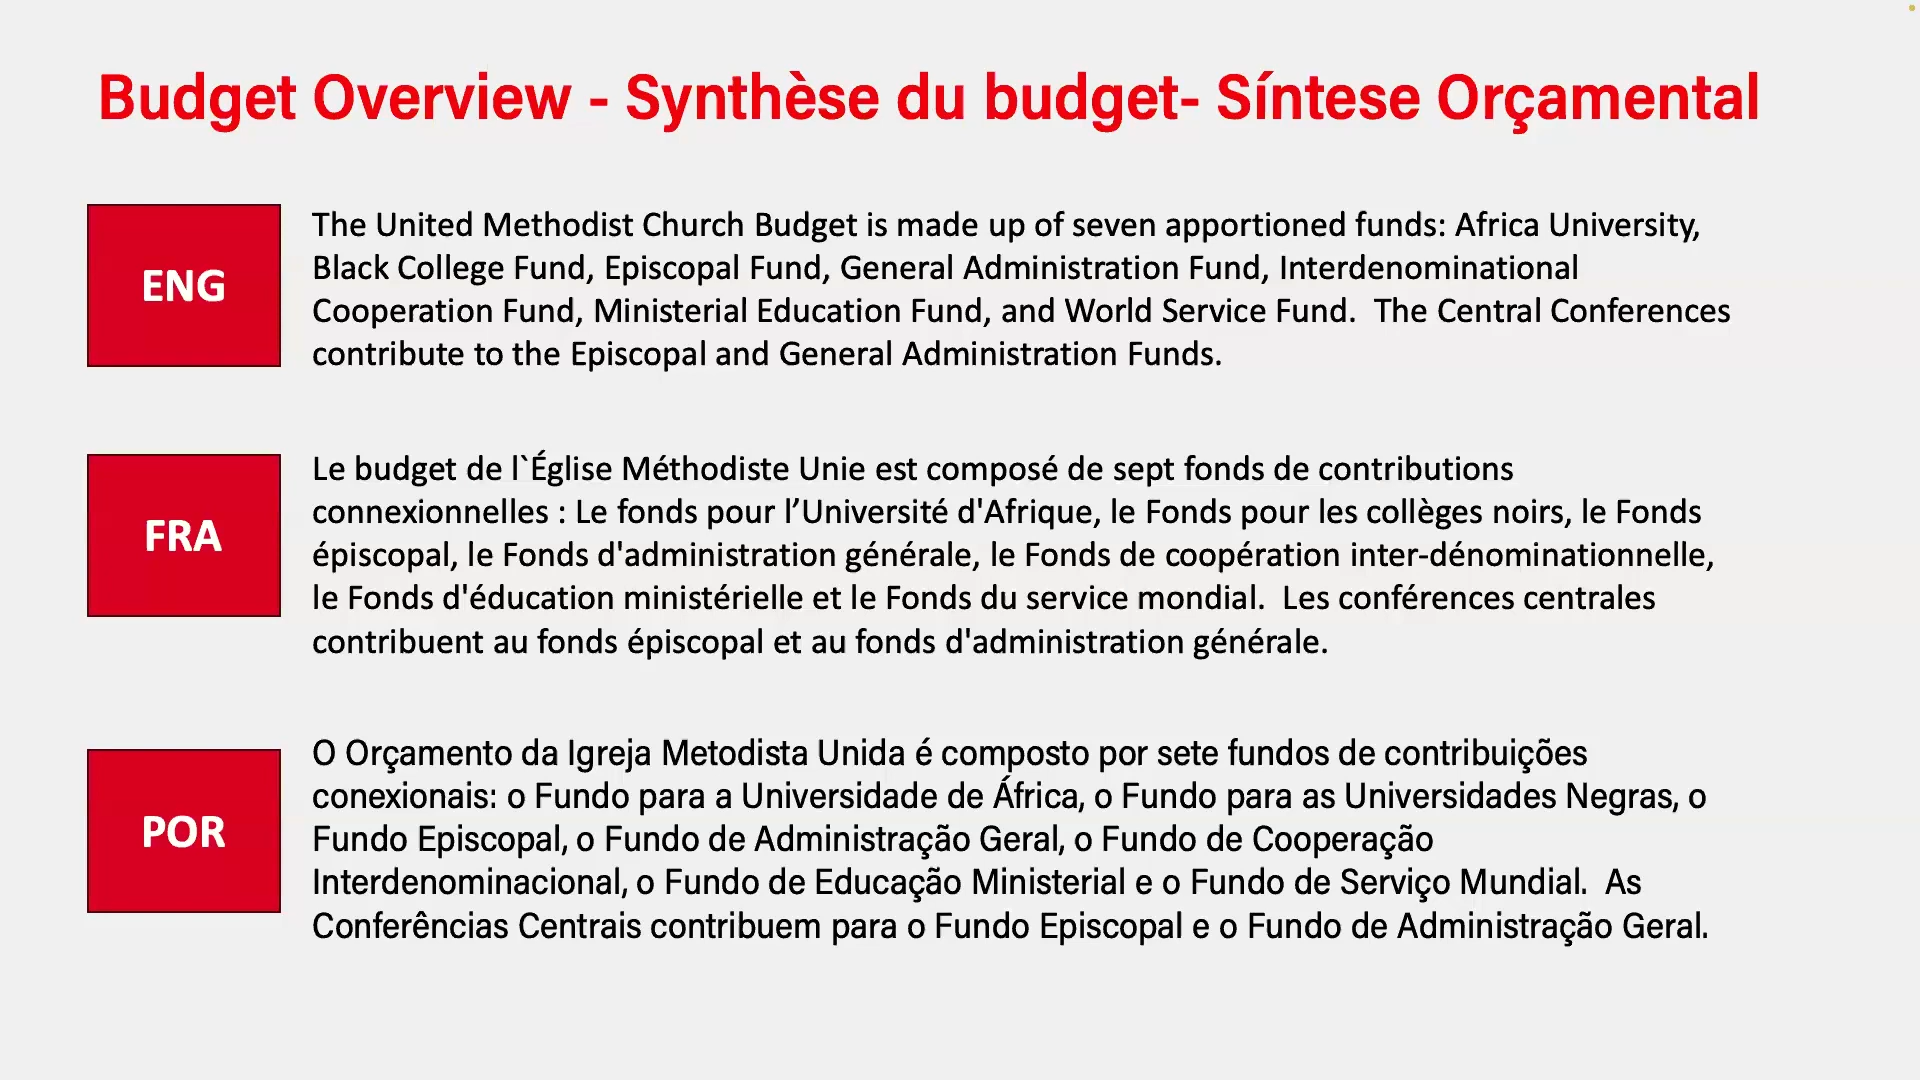 Budget Overview - Synthèse du budget- Síntese Orçamental
ENG
The United Methodist Church Budget is made up of seven apportioned funds: Africa University,
Black College Fund, Episcopal Fund, General Administration Fund, Interdenominational
Cooperation Fund, Ministerial Education Fund, and World Service Fund.  The Central Conferences
contribute to the Episcopal and General Administration Funds.
FRA
Le budget de l`Église Méthodiste Unie est composé de sept fonds de contributions
connexionnelles : Le fonds pour l’Université d'Afrique, le Fonds pour les collèges noirs, le Fonds
épiscopal, le Fonds d'administration générale, le Fonds de coopération inter-dénominationnelle,
le Fonds d'éducation ministérielle et le Fonds du service mondial.  Les conférences centrales
contribuent au fonds épiscopal et au fonds d'administration générale.
POR
O Orçamento da Igreja Metodista Unida é composto por sete fundos de contribuições
conexionais: o Fundo para a Universidade de África, o Fundo para as Universidades Negras, o
Fundo Episcopal, o Fundo de Administração Geral, o Fundo de Cooperação
Interdenominacional, o Fundo de Educação Ministerial e o Fundo de Serviço Mundial.  As
Conferências Centrais contribuem para o Fundo Episcopal e o Fundo de Administração Geral.